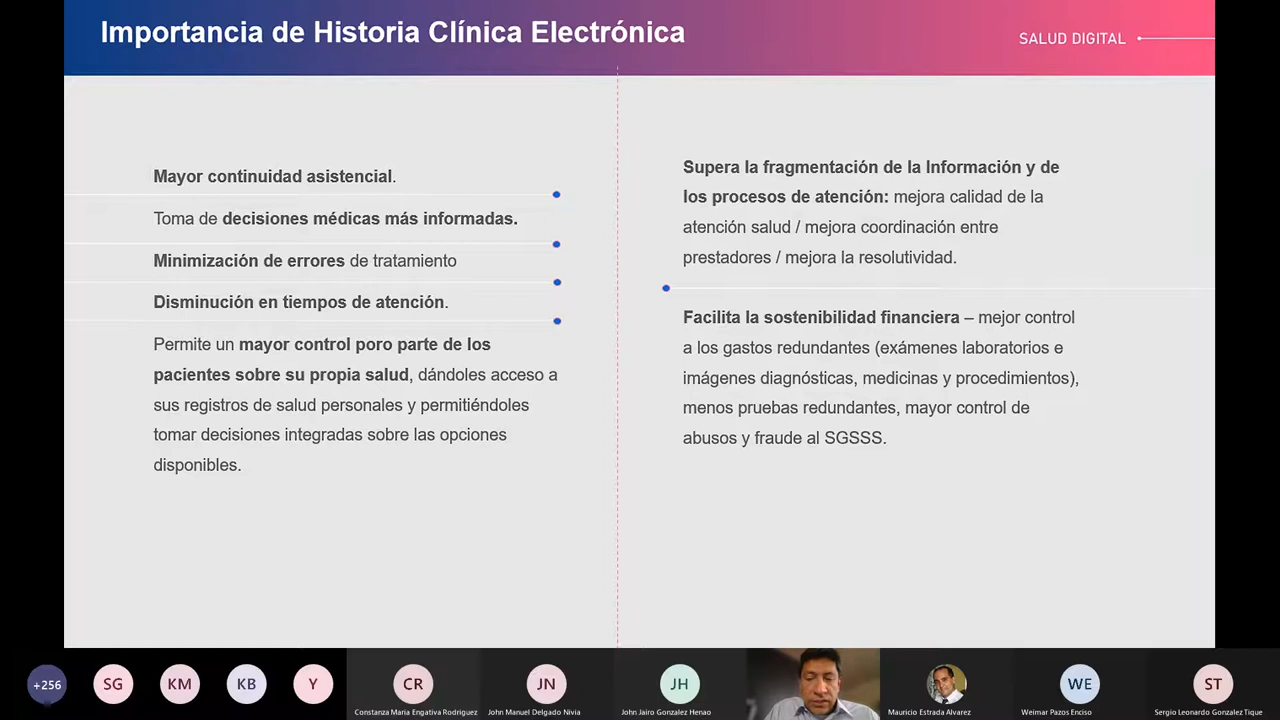 Importancia de Historia Clínica Electrónica
SALUD DIGITAL
Mayor continuidad asistencial.
Toma de decisiones médicas más informadas.
Minimización de errores de tratamiento
Disminución en tiempos de atención.
Permite un mayor control poro parte de los
pacientes sobre su propia salud, dándoles acceso a
sus registros de salud personales y permitiéndoles
tomar decisiones integradas sobre las opciones
disponibles.
Supera la fragmentación de la Información y de
los procesos de atención: mejora calidad de la
atención salud / mejora coordinación entre
prestadores / mejora la resolutividad.
Facilita la sostenibilidad financiera – mejor control
a los gastos redundantes (exámenes laboratorios e
imágenes diagnósticas, medicinas y procedimientos),
menos pruebas redundantes, mayor control de
abusos y fraude al SGSSS.
+256
SG
KM
KB
Y
CR
JN
JH
WE
ST
Constanza Maria Engativa Rodriguez
John Manuel Delgado Nivia
John Jairo Gonzalez Henao
Mauricio Estrada Alvarez
Weimar Pazos Enciso
Sergio Leonardo Gonzalez Tique